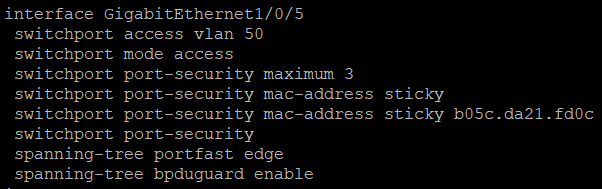 interface GigabitEthernet1/0/5
switchport access vlan 50
switchport mode access
switchport port-security maximum 3
switchport port-security mac-address sticky
switchport port-security mac-address sticky b05c.da21.fd0c
switchport port-security
spanning-tree portfast edge
spanning-tree bpduguard enable